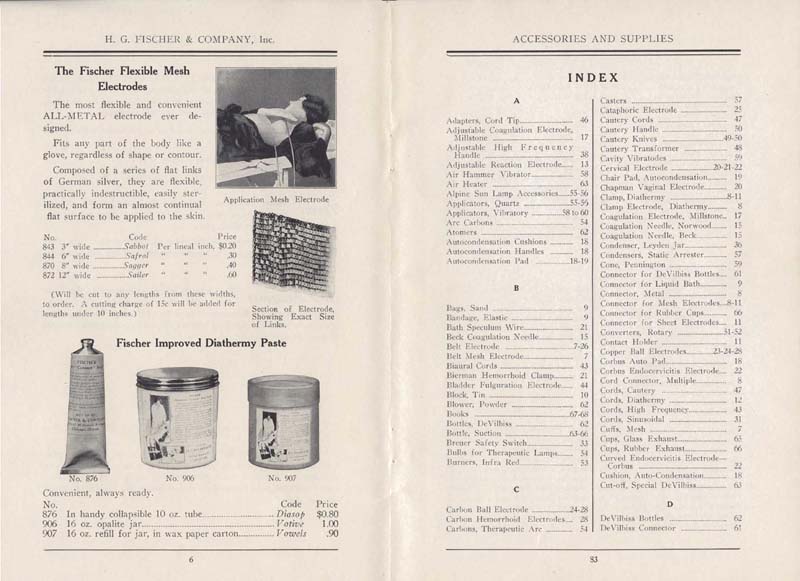 H. G. FISCHER & COMPANY, Inc.
The Fischer Flexible Mesh
Electrodes
The most flexible and convenient
ALL-METAL electrode ever de-
signed.
Fits any part of the body like a
glove, regardless of shape or contour.
Composed of a series of flat links
of German silver, they are flexible,
practically indestructible, easily ster-
ilized, and form an almost continual
flat surface to be applied to the skin.
Application Mesh Electrode
No. Code Price
843 3" wide Sabbot Per lineal inch, $0.20
844 6" wide Safrol " " " .30
870 8" wide Sagger " " " .40
872 12" wide Sailer " " " .60
(Will be cut to any lengths from these widths,
to order. A cutting charge of 15c will be added for
lengths under 10 inches.)
Section of Electrode,
Showing Exact Size
of Links.
Fischer Improved Diathermy Paste
FISCHER
No. 876 No. 906 No. 907
Convenient, always ready.
No. Code Price
876 In handy collapsible 10 oz. tube Diasop $0.80
906 16 oz. opalite jar Votive 1.00
907 16 oz. refill for jar, in wax paper carton Vowels .90
6
ACCESSORIES AND SUPPLIES
INDEX
A
Adapters, Cord Tip 46
Adjustable Coagulation Electrode,
Millstone 17
Adjustable High Frequency
Handle 38
Adjustable Reaction Electrode 13
Air Hammer Vibrator 58
Air Heater 63
Alpine Sun Lamp Accessories 55-56
Applicators, Quartz 55-56
Applicators, Vibratory 58 to 60
Arc Carbons 54
Atomers 62
Autocondensation Cushions 18
Autocondensation Handles 18
Autocondensation Pad 18-19
B
Bags, Sand 9
Bandage, Elastic 9
Bath Speculum Wire 21
Beck Coagulation Needle 15
Belt Electrode 7-26
Belt Mesh Electrode 7
Biaural Cords 43
Bierman Hemorrhoid Clamp 21
Bladder Fulguration Electrode 44
Block, Tin 10
Blower, Powder 62
Books 67-68
Bottles, DeVilbiss 62
Bottle, Suction 63-66
Breuer Safety Switch 33
Bulbs for Therapeutic Lamps 54
Burners, Infra Red 53
C
Carbon Ball Electrode 24-28
Carbon Hemorrhoid Electrodes 28
Carbons, Therapeutic Arc 54
Casters 57
Cataphoric Electrode 25
Cautery Cords 47
Cautery Handle 50
Cautery Knives 49-50
Cautery Transformer 48
Cavity Vibratodes 59
Cervical Electrode 20-21-22
Chair Pad, Autocondensation 19
Chapman Vaginal Electrode 20
Clamp, Diathermy 8-11
Clamp Electrode, Diathermy 8
Coagulation Electrode, Millstone 17
Coagulation Needle, Norwood 15
Coagulation Needle, Beck 15
Condenser, Leyden Jar 36
Condensers, Static Arrester 57
Cone, Pennington 59
Connector for DeVilbiss Bottles 61
Connector for Liquid Bath 9
Connector, Metal 8
Connector for Mesh Electrodes 8-11
Connector for Rubber Cups 66
Connector for Sheet Electrodes 11
Converters, Rotary 51-52
Contact Holder 11
Copper Ball Electrodes 23-24-28
Corbus Auto Pad 18
Corbus Endocervicitis Electrode 22
Cord Connector, Multiple 8
Cords, Cautery 47
Cords, Diathermy 12
Cords, High Frequency 43
Cords, Sinusoidal 31
Cuffs, Mesh 7
Cups, Glass Exhaust 65
Cups, Rubber Exhaust 66
Curved Endocervicitis Electrode—
Corbus 22
Cushion, Auto-Condensation 18
Cut-off, Special DeVilbiss 63
D
DeVilbiss Bottles 62
DeVilbiss Connector 61
83